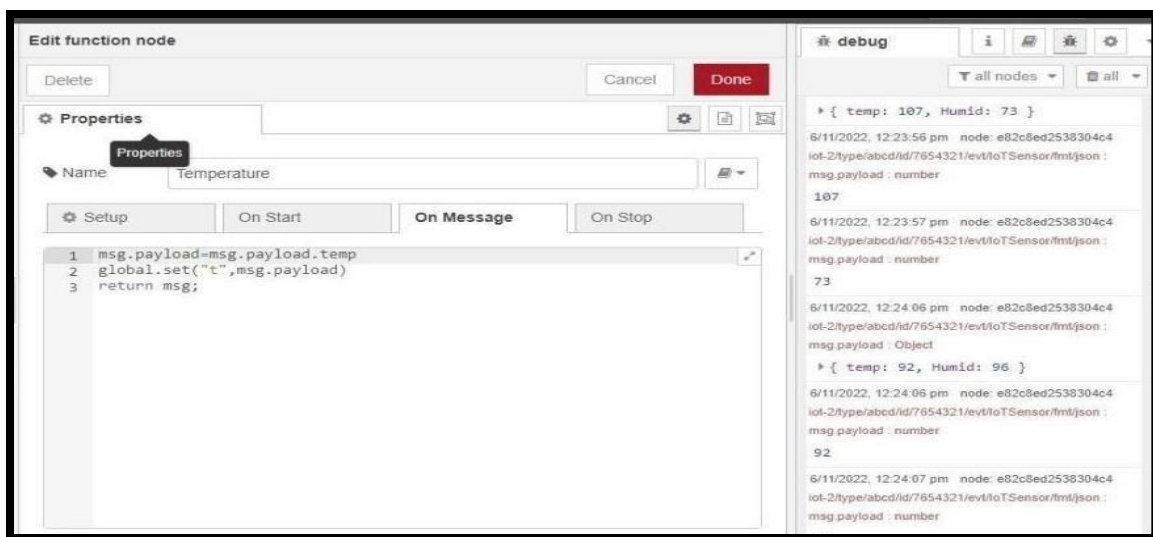 Edit function node
Delete
Cancel
Done
Properties
Properties
Name
Temperature
Setup
On Start
On Message
On Stop
1 msg.payload=msg.payload.temp
2 global.set("t",msg.payload)
3 return msg;
debug
i
all nodes
all
{ temp: 107, Humid: 73 }
6/11/2022, 12:23:56 pm node: e82c8ed2538304c4
iot-2/type/abcd/id/7654321/evt/IoTSensor/fmt/json :
msg.payload : number
107
6/11/2022, 12:23:57 pm node: e82c8ed2538304c4
iot-2/type/abcd/id/7654321/evt/IoTSensor/fmt/json :
msg.payload : number
73
6/11/2022, 12:24:06 pm node: e82c8ed2538304c4
iot-2/type/abcd/id/7654321/evt/IoTSensor/fmt/json :
msg.payload : Object
{ temp: 92, Humid: 96 }
6/11/2022, 12:24:06 pm node: e82c8ed2538304c4
iot-2/type/abcd/id/7654321/evt/IoTSensor/fmt/json :
msg.payload : number
92
6/11/2022, 12:24:07 pm node: e82c8ed2538304c4
iot-2/type/abcd/id/7654321/evt/IoTSensor/fmt/json :
msg.payload : number